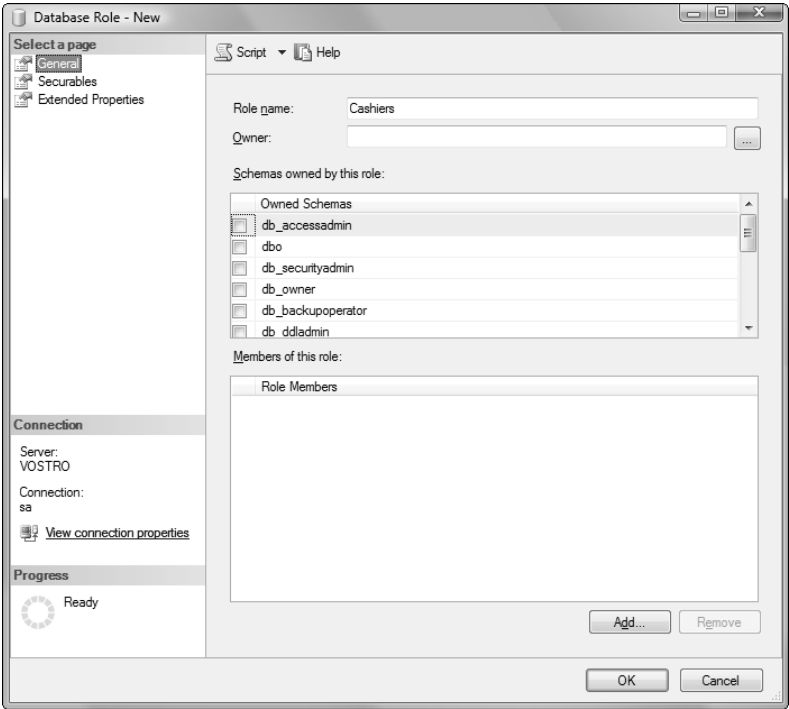 Database Role - New
Select a page
General
Securables
Extended Properties
Script
Help
Role name:
Cashiers
Owner:
...
Schemas owned by this role:
Owned Schemas
db_accessadmin
dbo
db_securityadmin
db_owner
db_backupoperator
db_ddladmin
Members of this role:
Role Members
Connection
Server:
VOSTRO
Connection:
sa
View connection properties
Progress
Ready
Add...
Remove
OK
Cancel